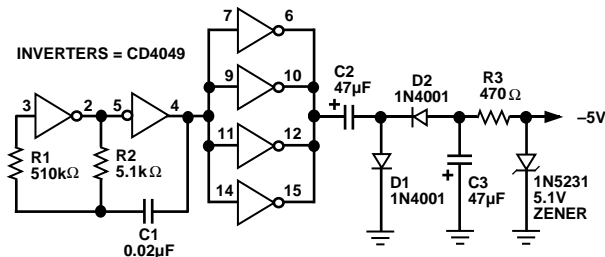 INVERTERS = CD4049
3
2
5
4
7
6
9
10
11
12
14
15
R1
510kΩ
R2
5.1kΩ
C1
0.02µF
C2
47µF
+
D2
1N4001
R3
470Ω
–5V
D1
1N4001
+
C3
47µF
1N5231
5.1V
ZENER